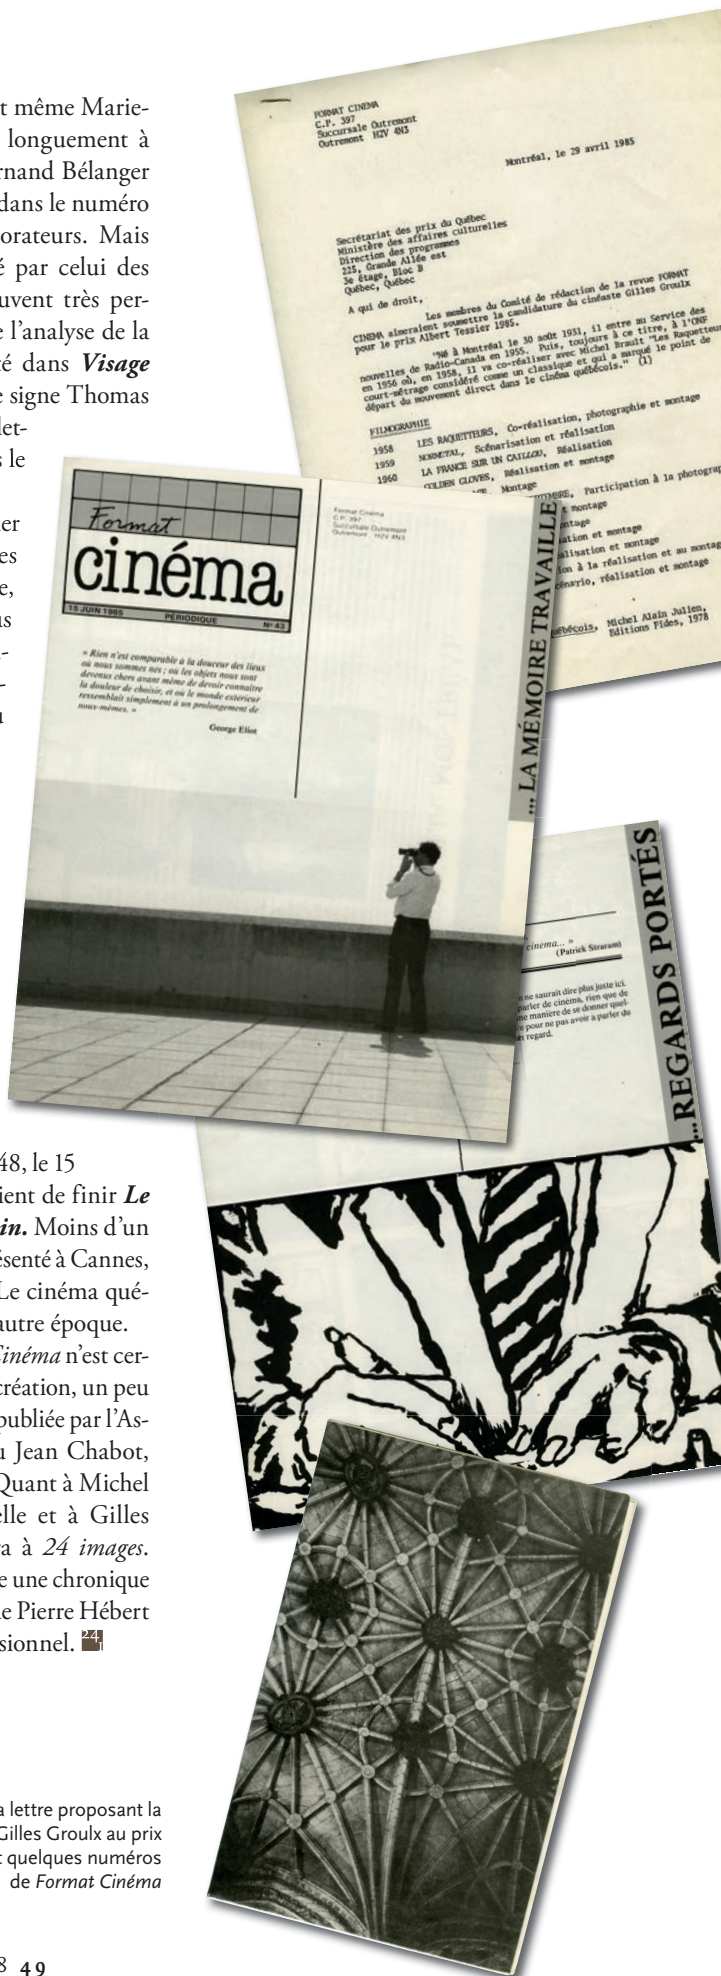 t même Marie-
longuement à
rnand Bélanger
dans le numéro
orateurs. Mais
é par celui des
uvent très per-
e l'analyse de la
té dans Visage
e signe Thomas
let-
s le
er
es
e,
us
n-
-
u
48, le 15
ient de finir Le
in. Moins d'un
ésenté à Cannes,
Le cinéma qué-
autre époque.
Cinéma n'est cer-
création, un peu
publiée par l'As-
u Jean Chabot,
Quant à Michel
elle et à Gilles
ra à 24 images.
e une chronique
e Pierre Hébert
sionnel. 24
a lettre proposant la
Gilles Groulx au prix
t quelques numéros
de Format Cinéma
8 49
FORMAT CINEMA
C.P. 397
Succursale Outremont
Outremont H2V 4N3
Montréal, le 29 avril 1985
Secrétariat des prix du Québec
Ministère des affaires culturelles
Direction des programmes
225, Grande Allée est
3e étage, Bloc B
Québec, Québec
A qui de droit,
Les membres du Comité de rédaction de la revue FORMAT
CINEMA aimeraient soumettre la candidature du cinéaste Gilles Groulx
pour le prix Albert Tessier 1985.
"Né à Montréal le 30 août 1931, il entre au Service des
nouvelles de Radio-Canada en 1955. Puis, toujours à ce titre, à l'ONF
en 1956 où, en 1958, il va co-réaliser avec Michel Brault "Les Raquetteurs
court-métrage considéré comme un classique et qui a marqué le point de
départ du mouvement direct dans le cinéma québécois." (1)
FILMOGRAPHIE
1958 LES RAQUETTEURS, Co-réalisation, photographie et montage
1959 NORMETAL, Scénarisation et réalisation
1960 LA FRANCE SUR UN CAILLOU, Réalisation
GOLDEN GLOVES, Réalisation et montage
Montage
TEMBRE, Participation à la photograp
t montage
ontage
sation et montage
alisation et montage
ion à la réalisation et au montag
énario, réalisation et montage
uébécois, Michel Alain Julien,
Editions Fides, 1978
Format
cinéma
15 JUIN 1985 PÉRIODIQUE N° 43
Format Cinéma
C.P. 397
Succursale Outremont
Outremont H2V 4N3
« Rien n'est comparable à la douceur des lieux
où nous sommes nés ; où les objets nous sont
devenus chers avant même de devoir connaître
la douleur de choisir, et où le monde extérieur
ressemblait simplement à un prolongement de
nous-mêmes. »
George Eliot
... LA MÉMOIRE TRAVAILLE
cinema... »
(Patrick Straram)
n ne saurait dire plus juste ici.
parler de cinéma, rien que de
ne manière de se donner quel-
e pour ne pas avoir à parler du
n regard.
...REGARDS PORTÉS